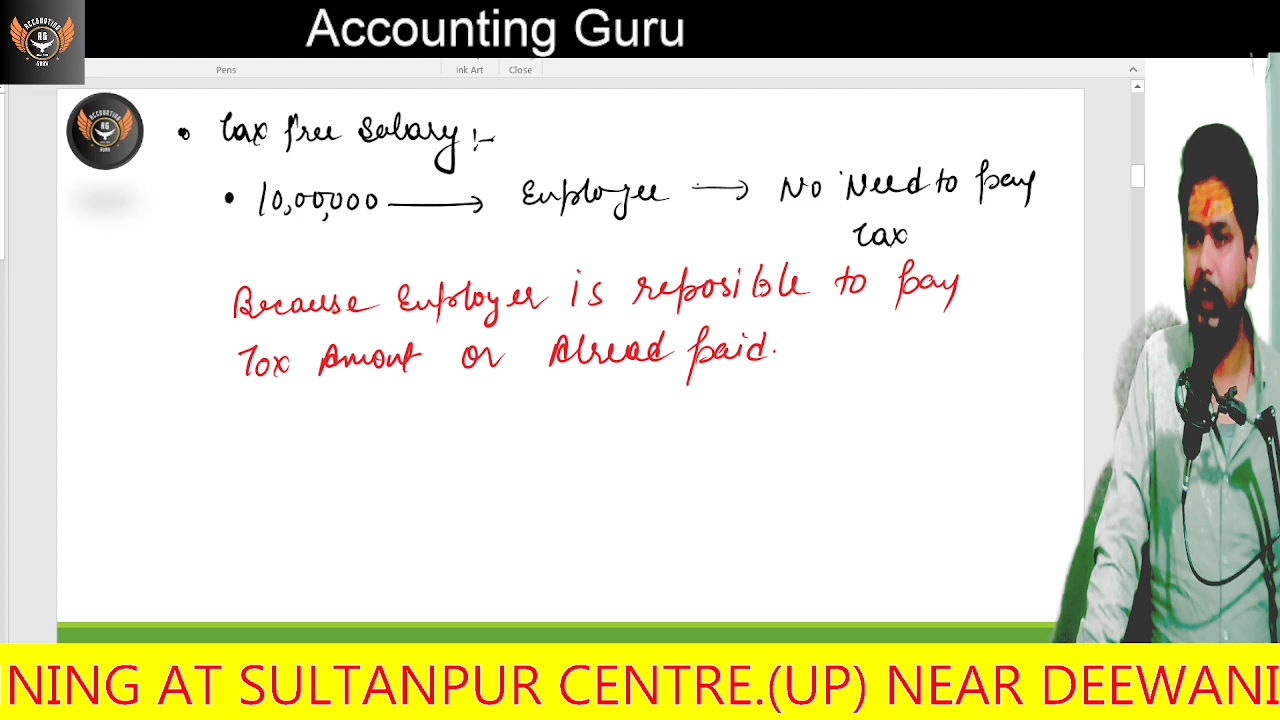 Accounting Guru
Pens Ink Art Close
• Tax free Salary :-
• 10,00,000 → Employee → No Need to pay
Tax
Because Employer is reposible to pay
Tax Amout or Alread paid.
NING AT SULTANPUR CENTRE.(UP) NEAR DEEWANI